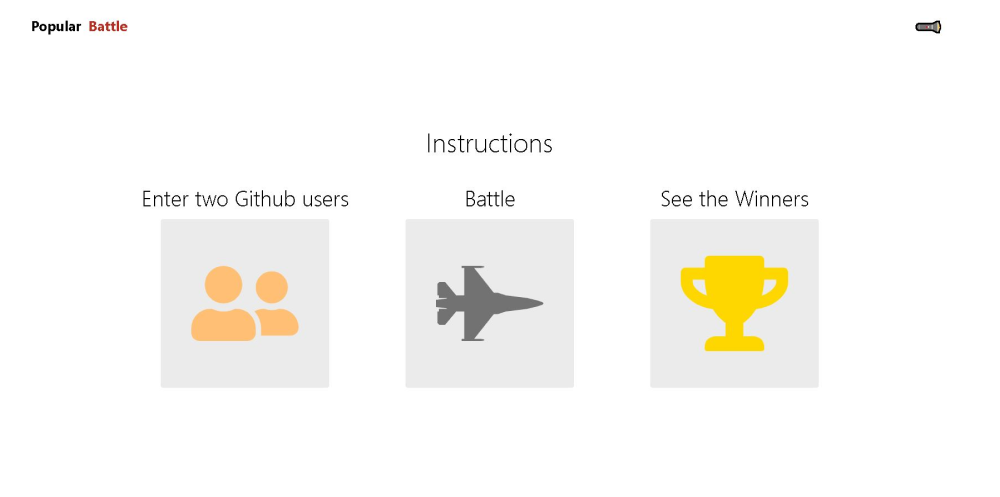 Popular Battle
Instructions
Enter two Github users
Battle
See the Winners